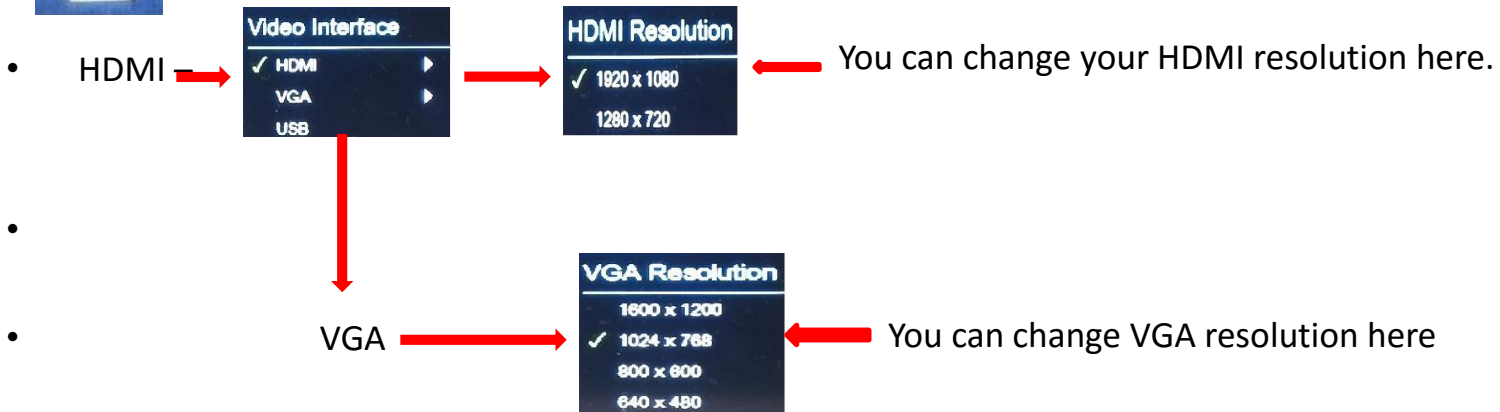 • HDMI –
Video Interface
✓ HDMI
VGA
USB
HDMI Resolution
✓ 1920 x 1080
1280 x 720
You can change your HDMI resolution here.
•
• VGA
VGA Resolution
1600 x 1200
✓ 1024 x 768
800 x 600
640 x 480
You can change VGA resolution here